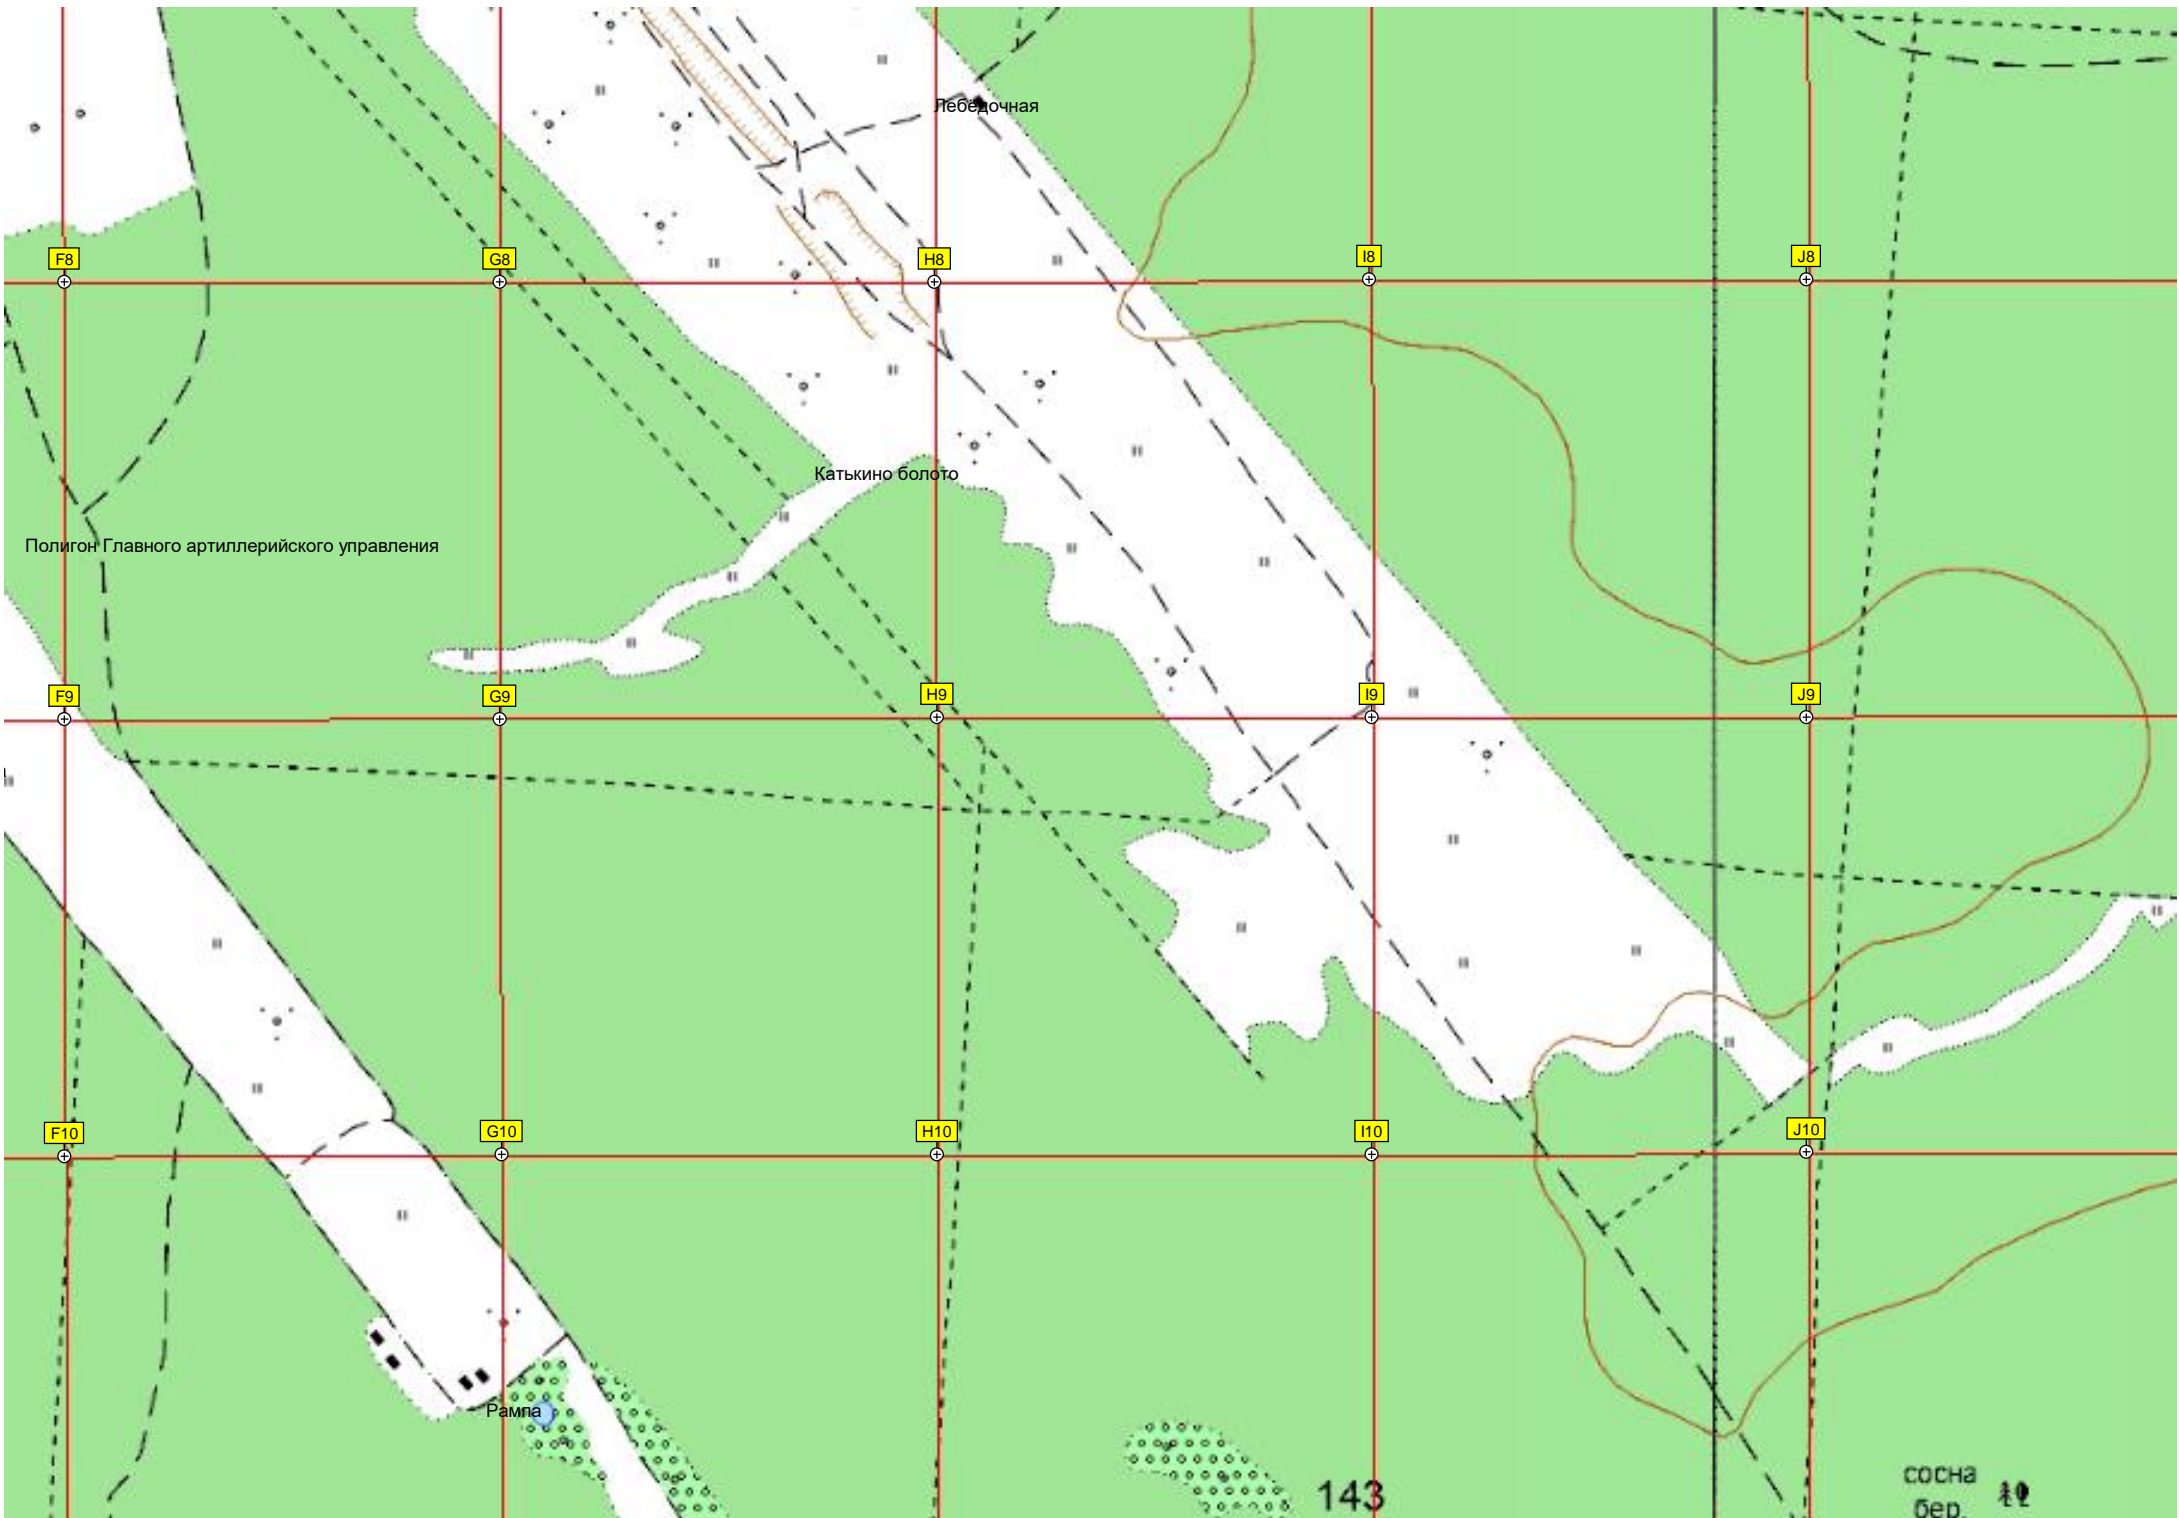 Лебедочная
F8
G8
H8
I8
J8
Катькино болото
Полигон Главного артиллерийского управления
F9
G9
H9
I9
J9
F10
G10
H10
I10
J10
Рампа
143
сосна
бер.